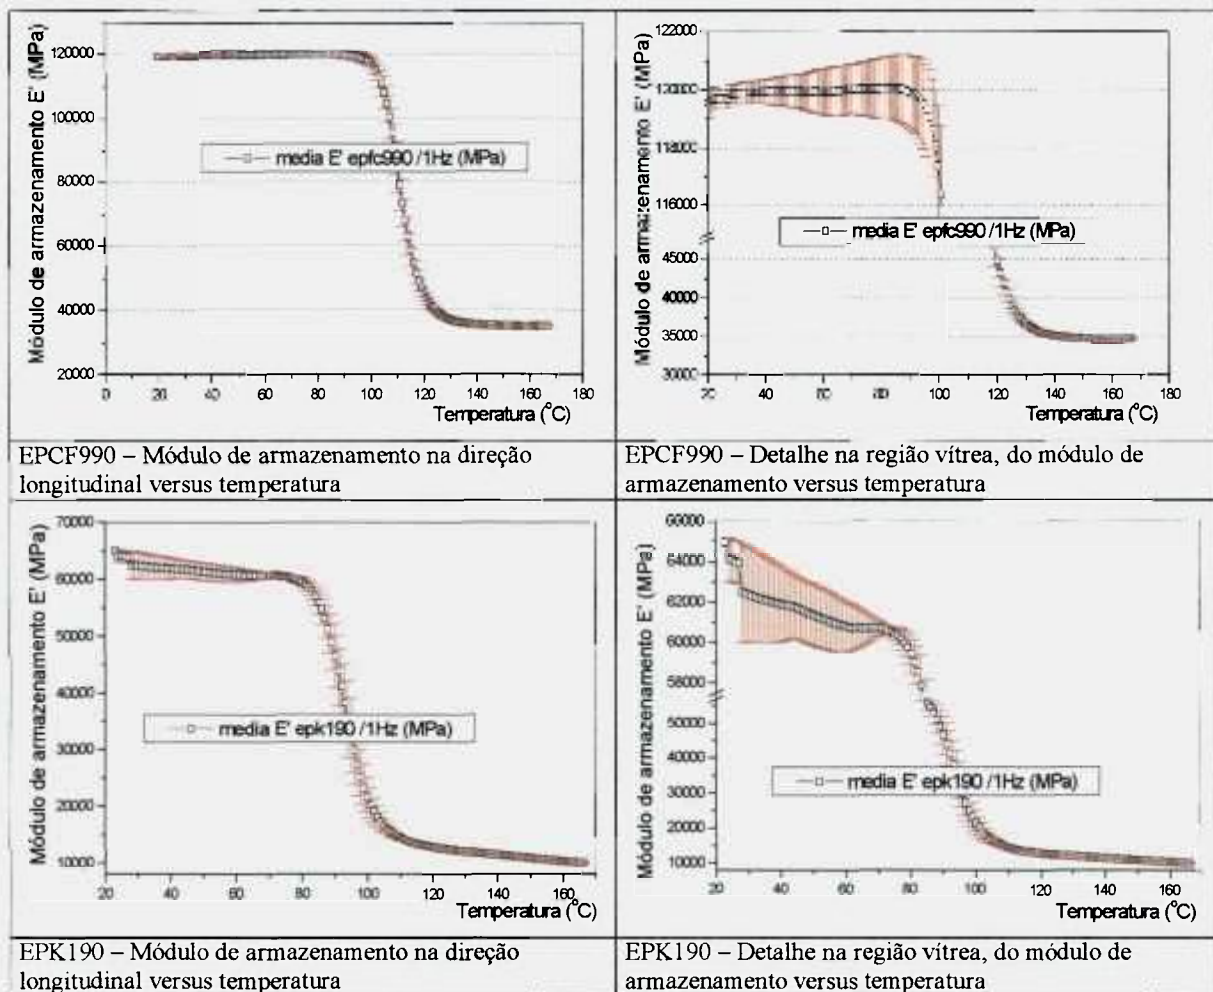 Módulo de armazenamento E' (MPa)
120000
100000
80000
60000
40000
20000
media E' epfc990 /1Hz (MPa)
0 20 40 60 80 100 120 140 160 180
Temperatura (°C)
Módulo de armazenamento E' (MPa)
122000
120000
118000
116000
45000
40000
35000
30000
media E' epfc990 /1Hz (MPa)
20 40 60 80 100 120 140 160 180
Temperatura (°C)
EPCF990 – Módulo de armazenamento na direção
longitudinal versus temperatura
EPCF990 – Detalhe na região vítrea, do módulo de
armazenamento versus temperatura
Módulo de armazenamento E' (MPa)
70000
60000
50000
40000
30000
20000
10000
media E' epk190 /1Hz (MPa)
20 40 60 80 100 120 140 160
Temperatura (°C)
Módulo de armazenamento E' (MPa)
66000
64000
62000
60000
58000
50000
40000
30000
20000
10000
media E' epk190 /1Hz (MPa)
20 40 60 80 100 120 140 160
Temperatura (°C)
EPK190 – Módulo de armazenamento na direção
longitudinal versus temperatura
EPK190 – Detalhe na região vítrea, do módulo de
armazenamento versus temperatura